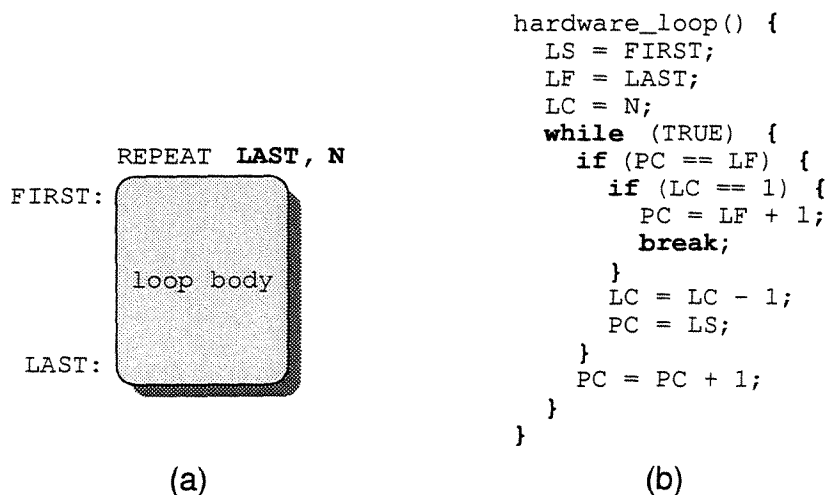 REPEAT LAST, N
FIRST:
loop body
LAST:
(a)
hardware_loop() {
LS = FIRST;
LF = LAST;
LC = N;
while (TRUE) {
if (PC == LF) {
if (LC == 1) {
PC = LF + 1;
break;
}
LC = LC - 1;
PC = LS;
}
PC = PC + 1;
}
}
(b)